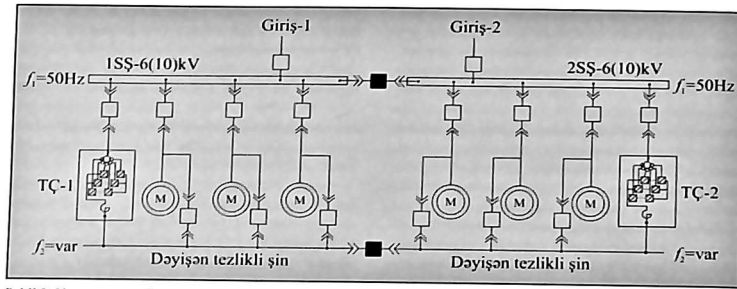 Giriş-1
Giriş-2
1SŞ-6(10)kV
2SŞ-6(10)kV
f₁=50Hz
f₁=50Hz
TÇ-1
M
M
M
M
M
M
TÇ-2
f₂=var
f₂=var
Dəyişən tezlikli şin
Dəyişən tezlikli şin